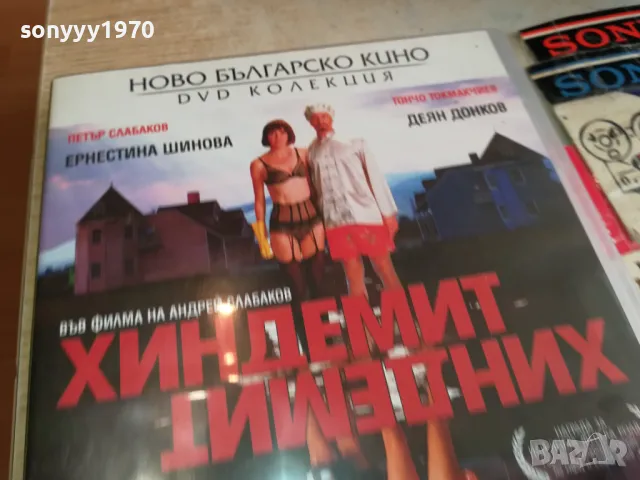 sonyyy1970
НОВО БЪЛГАРСКО КИНО
DVD КОЛЕКЦИЯ
ПЕТЪР СЛАБАКОВ
ЕРНЕСТИНА ШИНОВА
ПОНЧО ТОКМАКЧИЕВ
ДЕЯН ДОНКОВ
ВЪВ ФИЛМА НА АНДРЕЙ СЛАБАКОВ
ХИНДЕМИТ
ХИНДЕМИТ
SON
SON
BAZAR